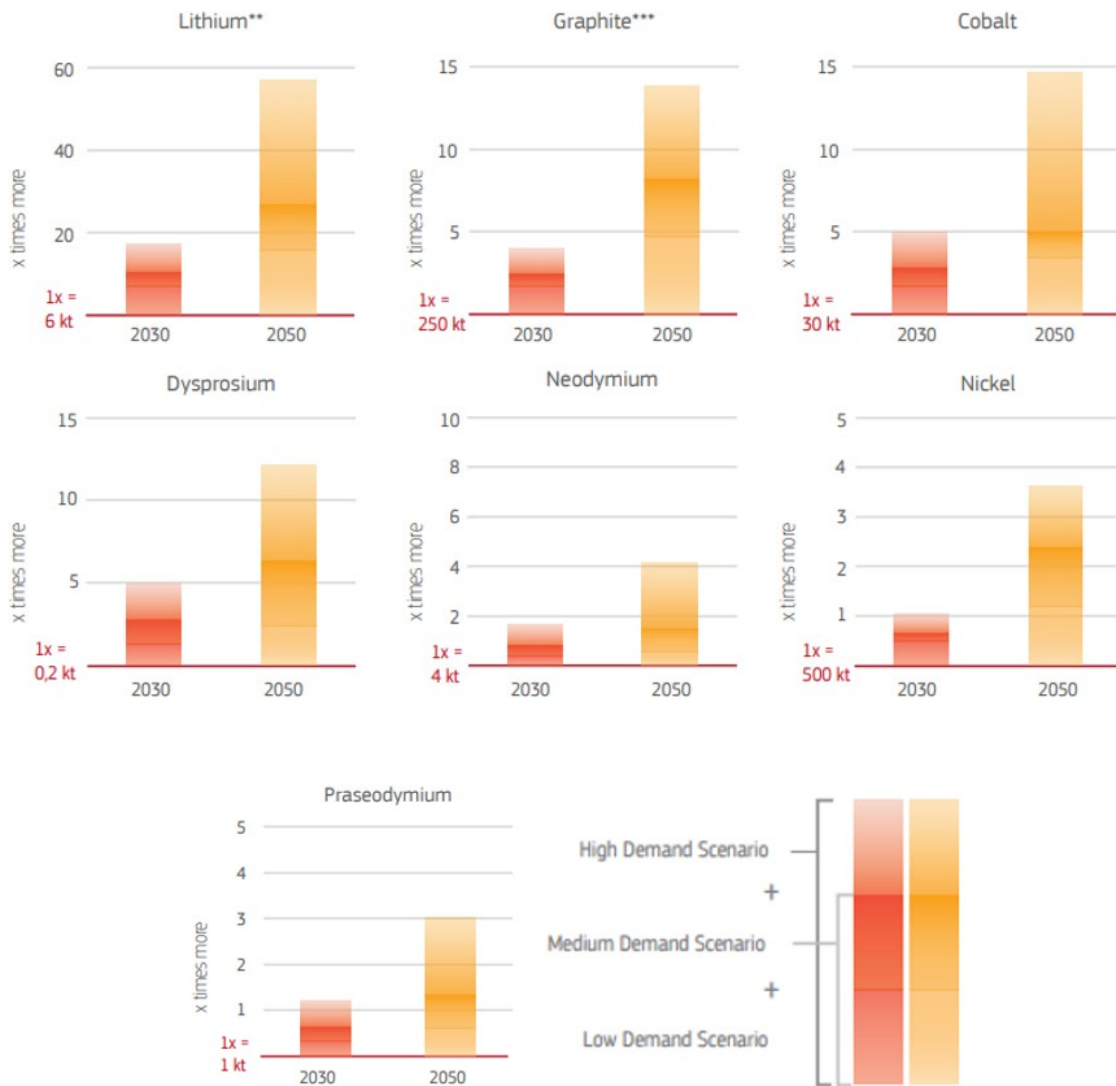 Lithium**
Graphite***
Cobalt
60
40
20
x times more
1x =
6 kt
2030
2050
15
10
5
x times more
1x =
250 kt
2030
2050
15
10
5
x times more
1x =
30 kt
2030
2050
Dysprosium
Neodymium
Nickel
15
10
5
x times more
1x =
0,2 kt
2030
2050
10
8
6
4
2
x times more
1x =
4 kt
2030
2050
5
4
3
2
1
x times more
1x =
500 kt
2030
2050
Praseodymium
5
4
3
2
1
x times more
1x =
1 kt
2030
2050
High Demand Scenario
+
Medium Demand Scenario
+
Low Demand Scenario